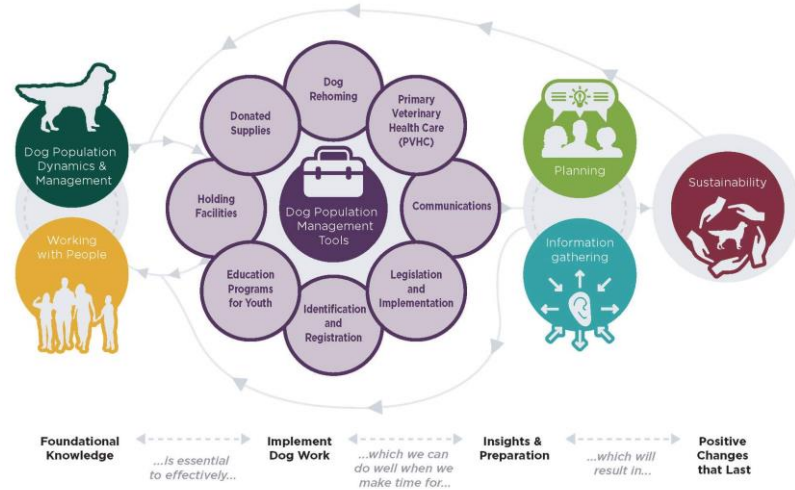 Dog Population
Dynamics &
Management
Working
with People
Dog
Rehoming
Donated
Supplies
Primary
Veterinary
Health Care
(PVHC)
Holding
Facilities
Dog Population
Management
Tools
Communications
Education
Programs
for Youth
Legislation
and
Implementation
Identification
and
Registration
Planning
Information
gathering
Sustainability
Foundational
Knowledge
...is essential
to effectively...
Implement
Dog Work
...which we can
do well when we
make time for...
Insights &
Preparation
...which will
result in...
Positive
Changes
that Last